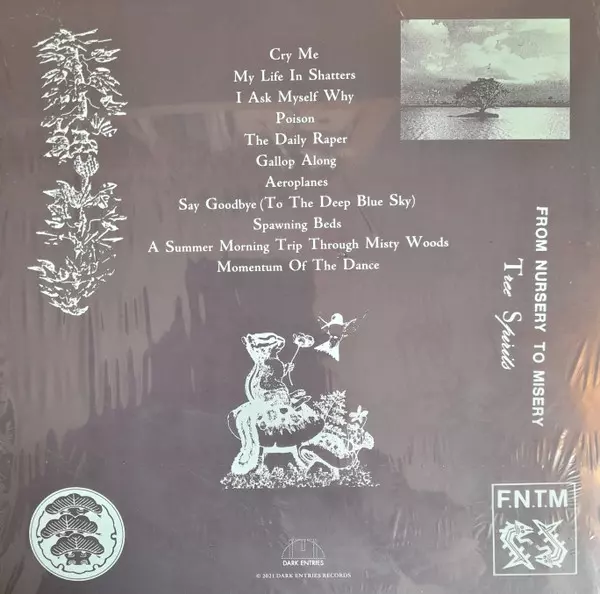 Cry Me
My Life In Shatters
I Ask Myself Why
Poison
The Daily Raper
Gallop Along
Aeroplanes
Say Goodbye (To The Deep Blue Sky)
Spawning Beds
A Summer Morning Trip Through Misty Woods
Momentum Of The Dance
FROM NURSERY TO MISERY
Tree Spirits
F.N.T.M
DARK ENTRIES
© 2021 DARK ENTRIES RECORDS